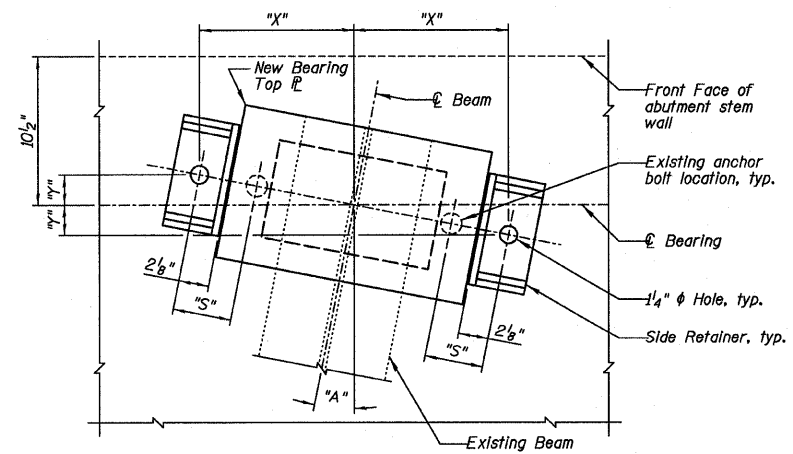 "X" "X"
New Bearing
Top ℄
℄ Beam
Front Face of
abutment stem
wall
10½"
Existing anchor
bolt location, typ.
"Y"
"Y"
℄ Bearing
2⅛"
"S"
1¼" ϕ Hole, typ.
2⅛"
"S"
Side Retainer, typ.
"A"
Existing Beam